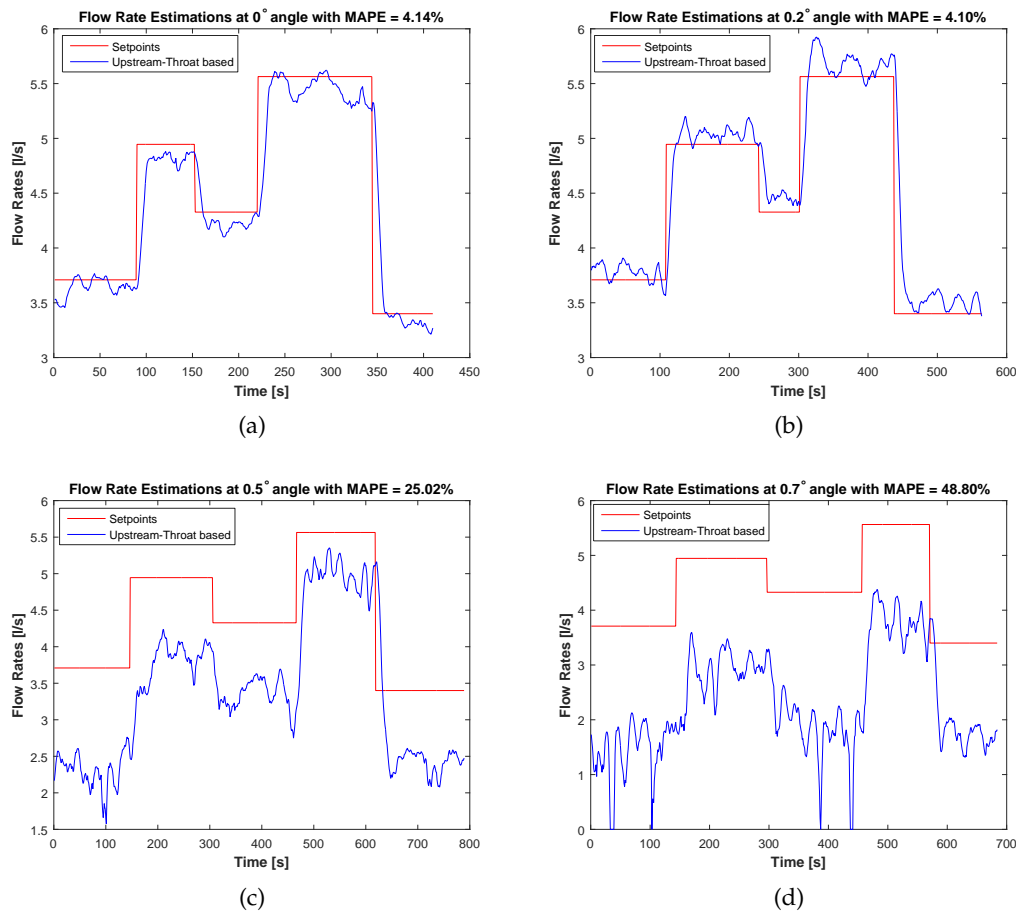 Flow Rate Estimations at 0° angle with MAPE = 4.14%
Setpoints
Upstream-Throat based
Flow Rates [l/s]
6
5.5
5
4.5
4
3.5
3
0 50 100 150 200 250 300 350 400 450
Time [s]
(a)
Flow Rate Estimations at 0.2° angle with MAPE = 4.10%
Setpoints
Upstream-Throat based
Flow Rates [l/s]
6
5.5
5
4.5
4
3.5
3
0 100 200 300 400 500 600
Time [s]
(b)
Flow Rate Estimations at 0.5° angle with MAPE = 25.02%
Setpoints
Upstream-Throat based
Flow Rates [l/s]
6
5.5
5
4.5
4
3.5
3
2.5
2
1.5
0 100 200 300 400 500 600 700 800
Time [s]
(c)
Flow Rate Estimations at 0.7° angle with MAPE = 48.80%
Setpoints
Upstream-Throat based
Flow Rates [l/s]
6
5
4
3
2
1
0
0 100 200 300 400 500 600 700
Time [s]
(d)